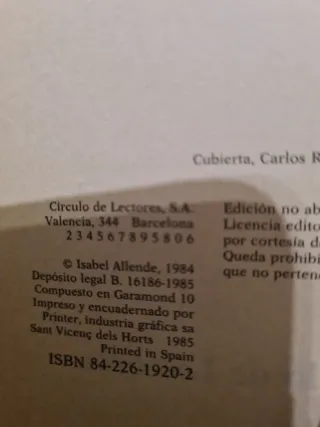 Cubierta, Carlos R
Círculo de Lectores, S.A.
Valencia, 344 Barcelona
2 3 4 5 6 7 8 9 5 8 0 6
© Isabel Allende, 1984
Depósito legal B. 16186-1985
Compuesto en Garamond 10
Impreso y encuadernado por
Printer, industria gráfica sa
Sant Vicenç dels Horts 1985
Printed in Spain
ISBN 84-226-1920-2
Edición no ab
Licencia edito
por cortesía d
Queda prohibi
que no perten